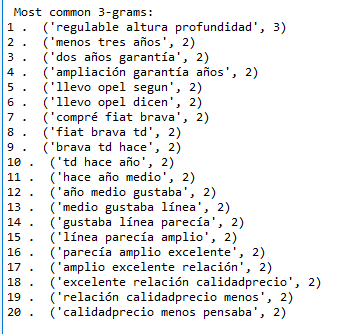 Most common 3-grams:
1 .  ('regulable altura profundidad', 3)
2 .  ('menos tres años', 2)
3 .  ('dos años garantía', 2)
4 .  ('ampliación garantía años', 2)
5 .  ('llevo opel segun', 2)
6 .  ('llevo opel dicen', 2)
7 .  ('compré fiat brava', 2)
8 .  ('fiat brava td', 2)
9 .  ('brava td hace', 2)
10 .  ('td hace año', 2)
11 .  ('hace año medio', 2)
12 .  ('año medio gustaba', 2)
13 .  ('medio gustaba línea', 2)
14 .  ('gustaba línea parecía', 2)
15 .  ('línea parecía amplio', 2)
16 .  ('parecía amplio excelente', 2)
17 .  ('amplio excelente relación', 2)
18 .  ('excelente relación calidadprecio', 2)
19 .  ('relación calidadprecio menos', 2)
20 .  ('calidadprecio menos pensaba', 2)